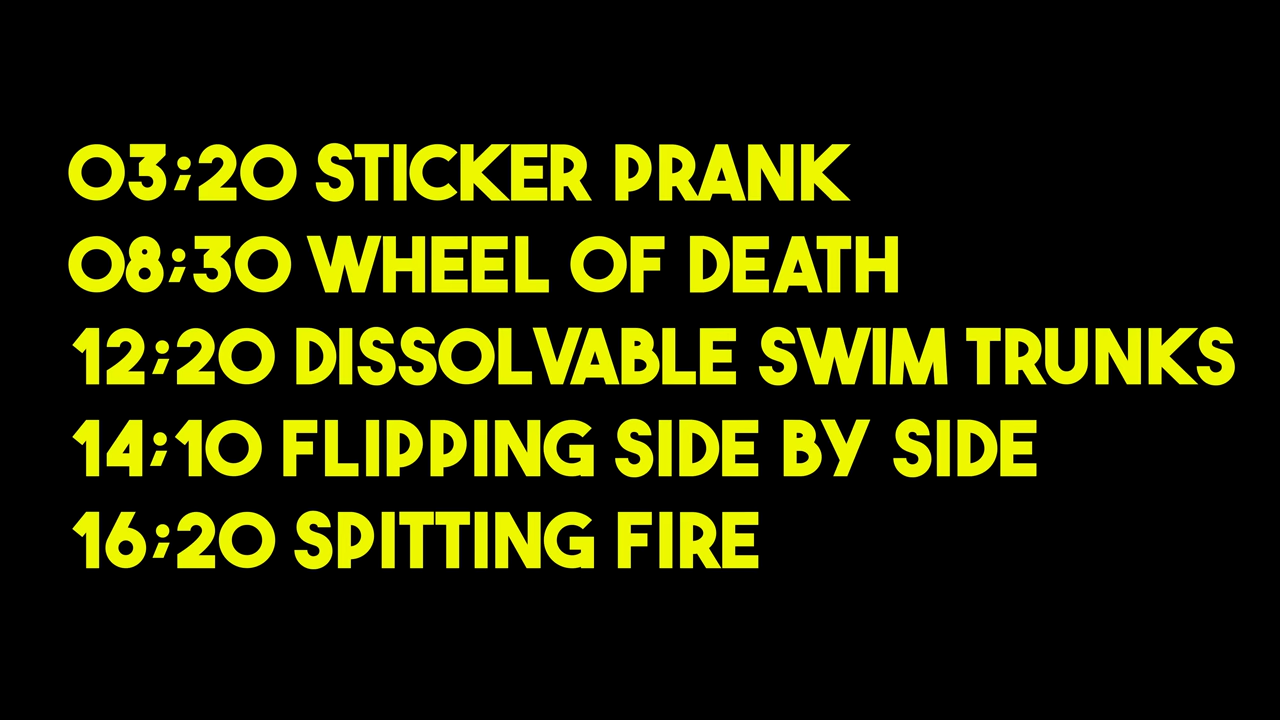 03;20 STICKER PRANK
08;30 WHEEL OF DEATH
12;20 DISSOLVABLE SWIM TRUNKS
14;10 FLIPPING SIDE BY SIDE
16;20 SPITTING FIRE